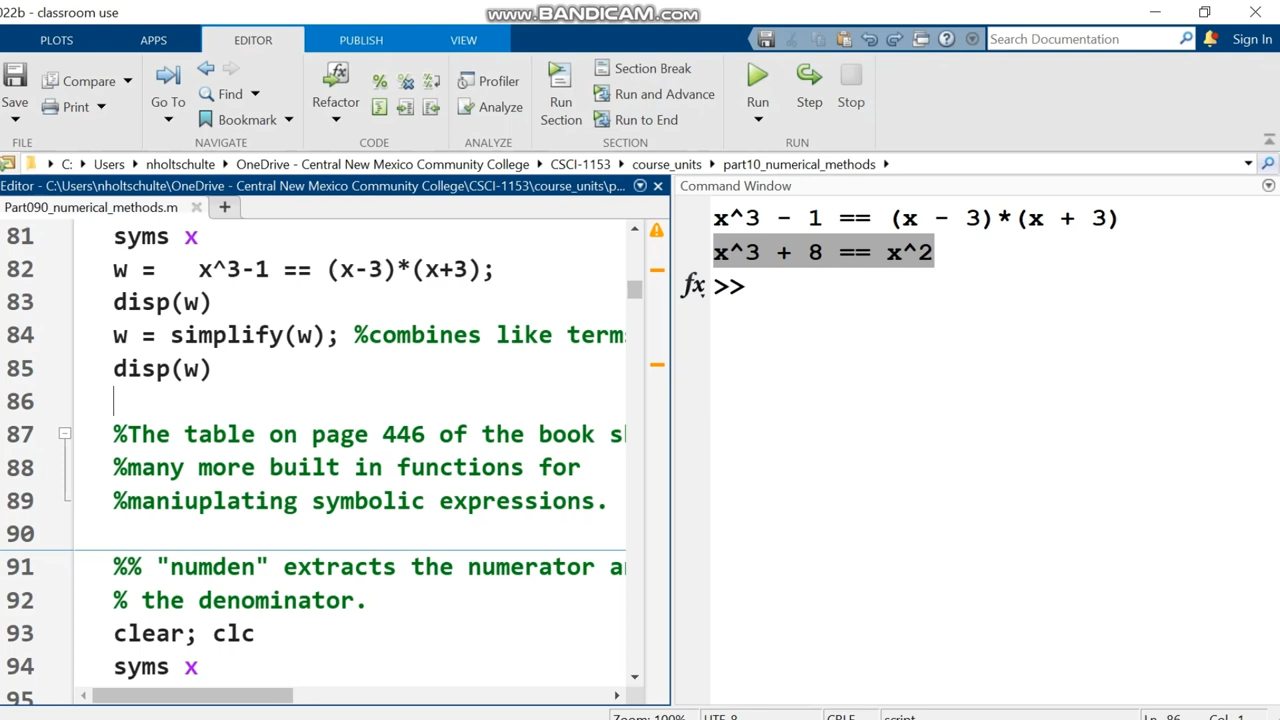 022b - classroom use
www.BANDICAM.com
PLOTS APPS EDITOR PUBLISH VIEW
Search Documentation
Sign In
Save
Compare
Print
Go To
Find
Bookmark
Refactor
Profiler
Analyze
Run Section
Section Break
Run and Advance
Run to End
Run
Step
Stop
FILE NAVIGATE CODE ANALYZE SECTION RUN
C: Users nholtschulte OneDrive - Central New Mexico Community College CSCI-1153 course_units part10_numerical_methods
Editor - C:\Users\nholtschulte\OneDrive - Central New Mexico Community College\CSCI-1153\course_units\p...
Part090_numerical_methods.m
81 syms x
82 w = x^3-1 == (x-3)*(x+3);
83 disp(w)
84 w = simplify(w); %combines like term
85 disp(w)
86
87 %The table on page 446 of the book s
88 %many more built in functions for
89 %maniuplating symbolic expressions.
90
91 %% "numden" extracts the numerator a
92 % the denominator.
93 clear; clc
94 syms x
95
Command Window
x^3 - 1 == (x - 3)*(x + 3)
x^3 + 8 == x^2
fx >>
Zoom: 100% UTF-8 CRLF script Ln 86 Col 1